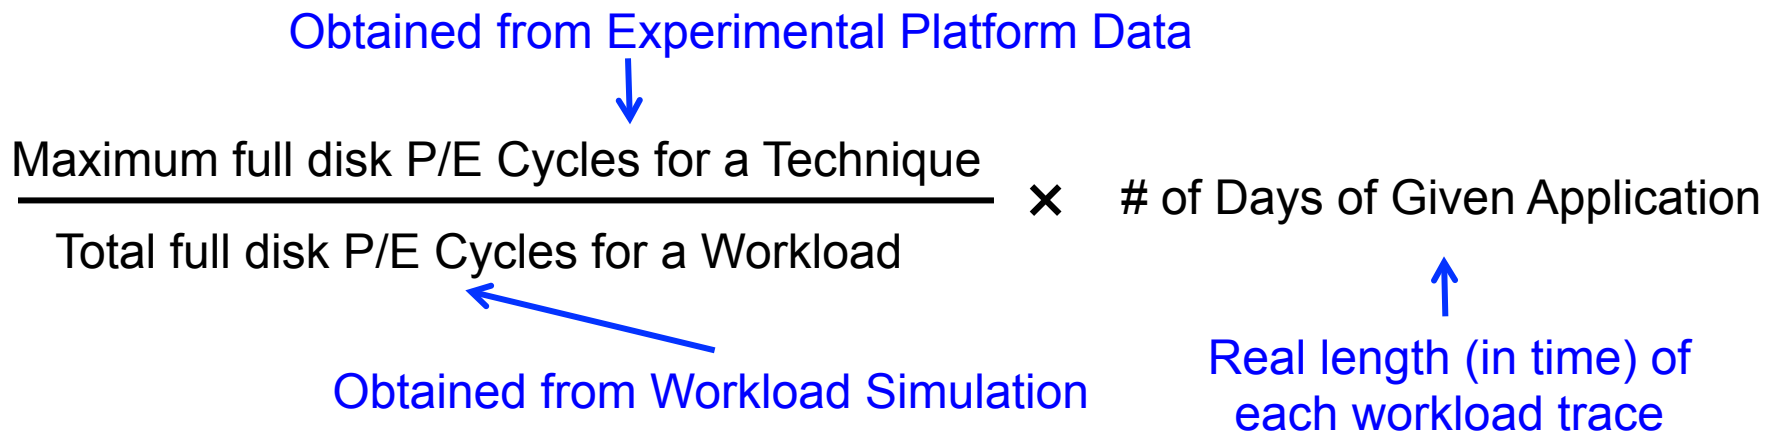 Obtained from Experimental Platform Data
Maximum full disk P/E Cycles for a Technique
× # of Days of Given Application
Total full disk P/E Cycles for a Workload
Obtained from Workload Simulation
Real length (in time) of
each workload trace